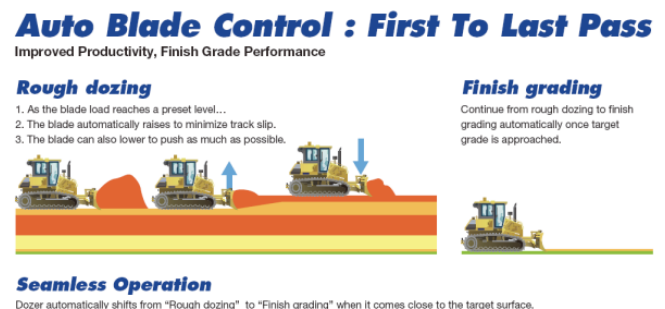 Auto Blade Control : First To Last Pass
Improved Productivity, Finish Grade Performance
Rough dozing
1. As the blade load reaches a preset level...
2. The blade automatically raises to minimize track slip.
3. The blade can also lower to push as much as possible.
Finish grading
Continue from rough dozing to finish
grading automatically once target
grade is approached.
Seamless Operation
Dozer automatically shifts from “Rough dozing” to “Finish grading” when it comes close to the target surface.